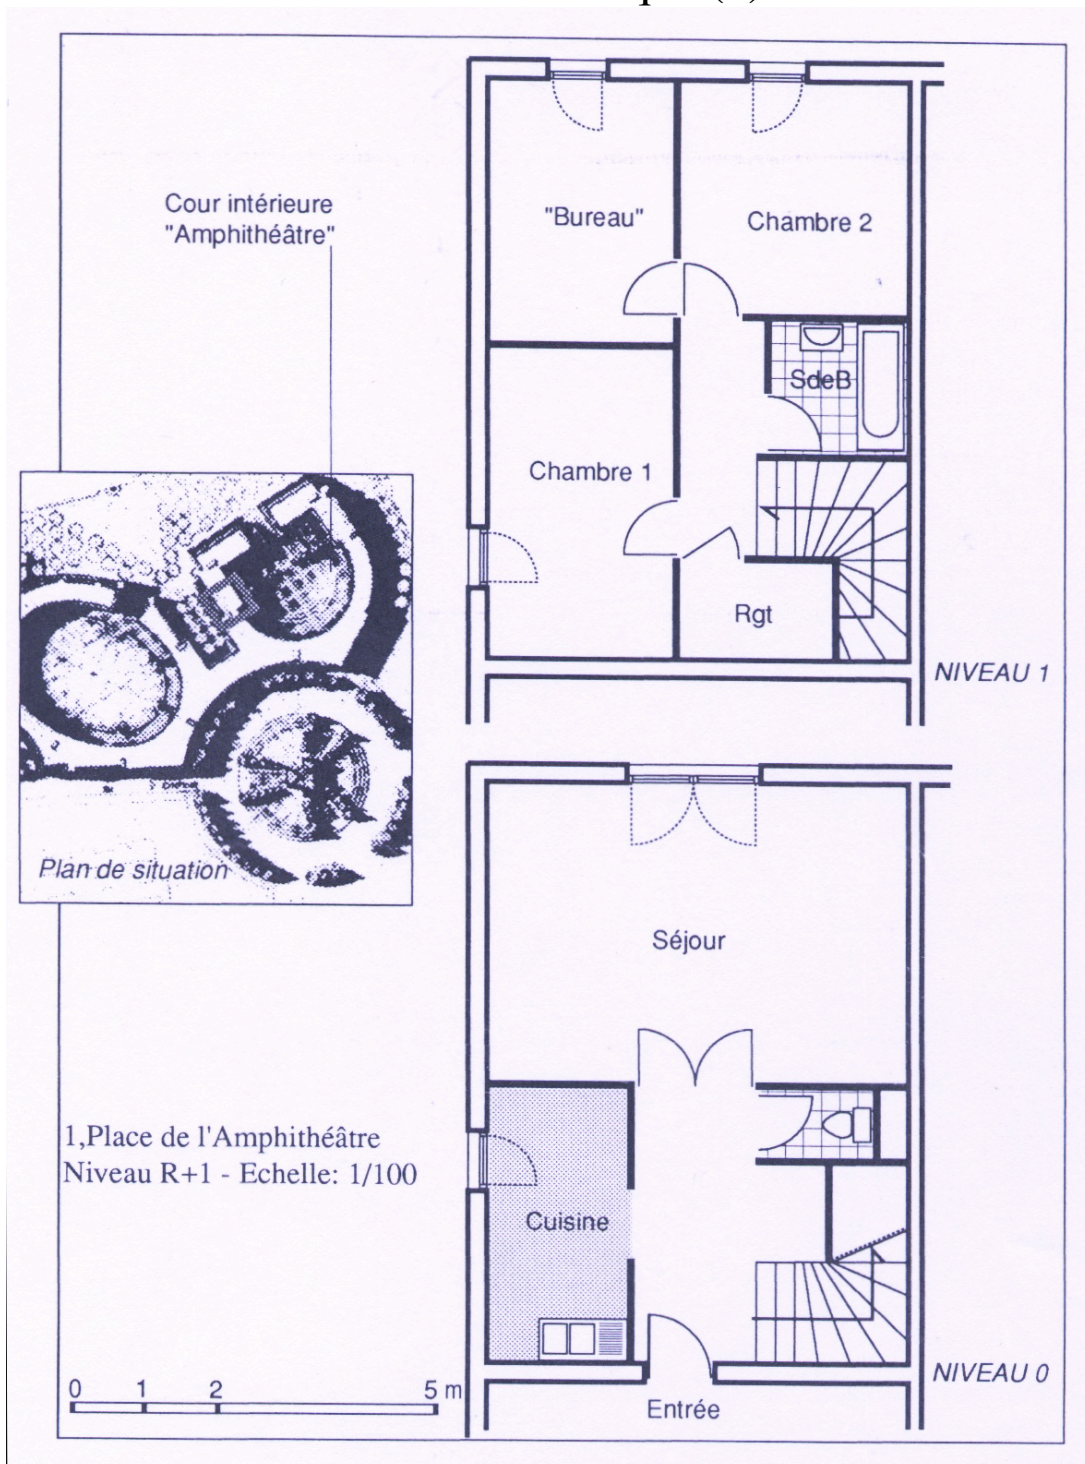 "Bureau"
Chambre 2
Cour intérieure
"Amphithéâtre"
SdeB
Chambre 1
Rgt
NIVEAU 1
Plan de situation
Séjour
1,Place de l'Amphithéâtre
Niveau R+1 - Echelle: 1/100
Cuisine
NIVEAU 0
0 1 2 5 m
Entrée